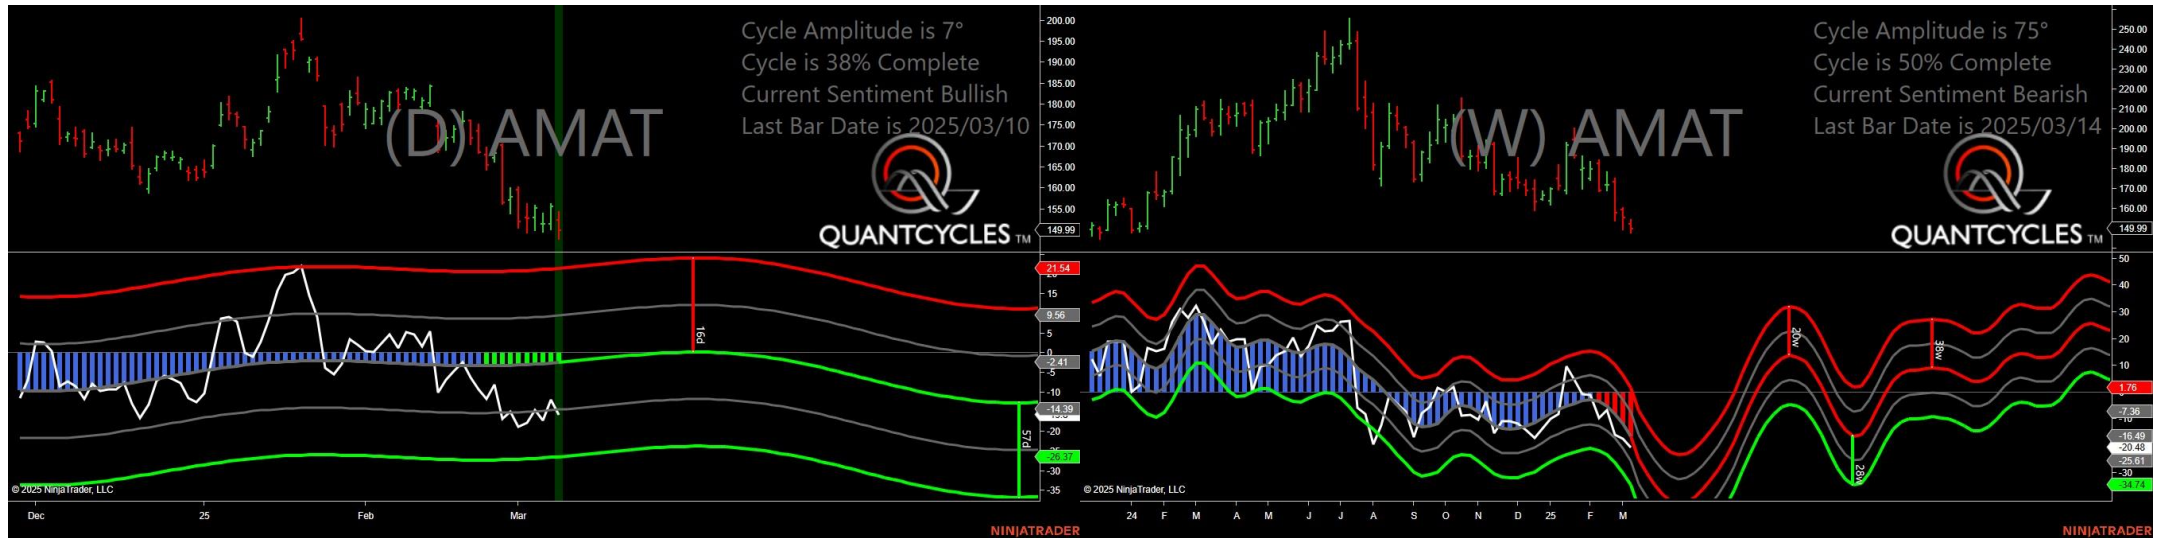 Cycle Amplitude is 7°
Cycle is 38% Complete
Current Sentiment Bullish
Last Bar Date is 2025/03/10
(D) AMAT
QUANTCYCLES TM
200.00
195.00
190.00
185.00
180.00
175.00
170.00
165.00
160.00
155.00
149.99
21.54
15
9.56
5
0
-2.41
-5
-10
-14.39
-20
-26.37
-30
-35
16d
57d
© 2025 NinjaTrader, LLC
Dec 25 Feb Mar
NINJATRADER
Cycle Amplitude is 75°
Cycle is 50% Complete
Current Sentiment Bearish
Last Bar Date is 2025/03/14
(W) AMAT
QUANTCYCLES TM
250.00
240.00
230.00
220.00
210.00
200.00
190.00
180.00
170.00
160.00
149.99
50
40
30
20
10
1.76
-7.36
-16.49
-20.48
-25.61
-30
-34.74
20w
38w
28w
© 2025 NinjaTrader, LLC
24 F M A M J J A S O N D 25 F M
NINJATRADER